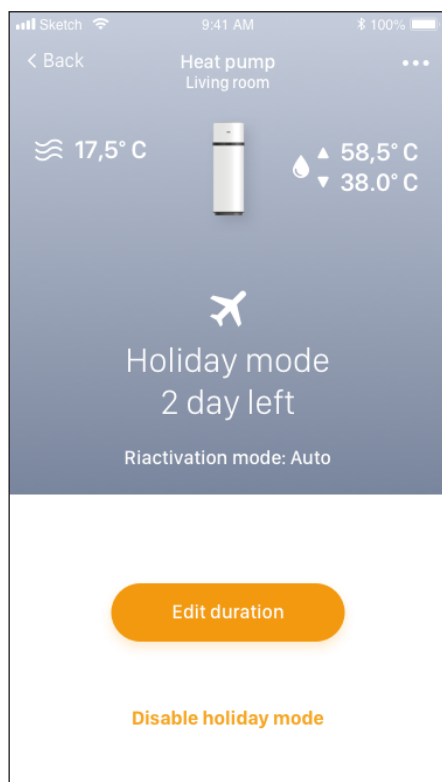 Sketch 9:41 AM 100%
< Back Heat pump
Living room
17,5° C
▲ 58,5° C
▼ 38.0° C
Holiday mode
2 day left
Riactivation mode: Auto
Edit duration
Disable holiday mode